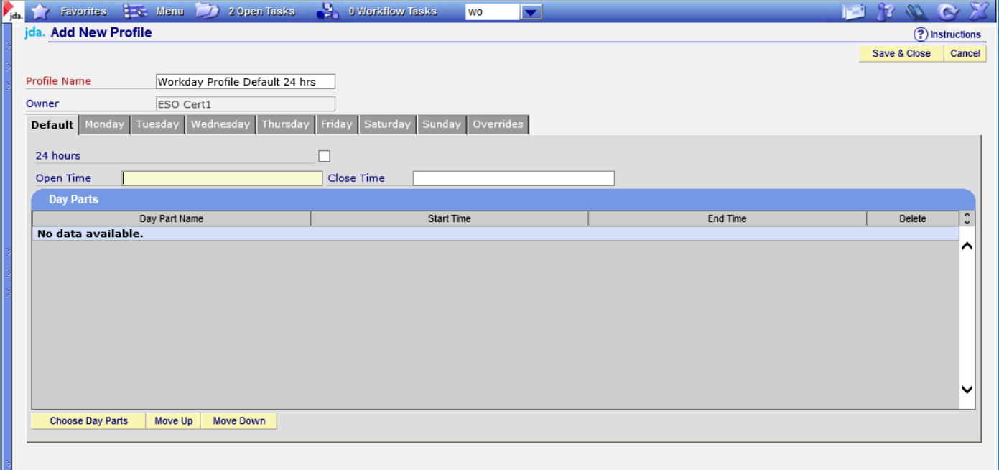 jda. Favorites Menu 2 Open Tasks 0 Workflow Tasks wo
jda. Add New Profile
? Instructions
Save & Close Cancel
Profile Name Workday Profile Default 24 hrs
Owner ESO Cert1
Default Monday Tuesday Wednesday Thursday Friday Saturday Sunday Overrides
24 hours
Open Time Close Time
Day Parts
Day Part Name Start Time End Time Delete
No data available.
Choose Day Parts Move Up Move Down